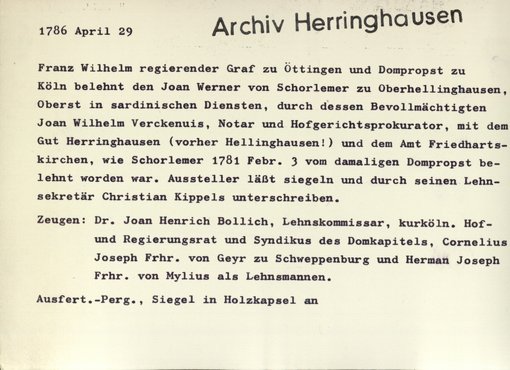 Archiv Herringhausen
1786 April 29
Franz Wilhelm regierender Graf zu Öttingen und Dompropst zu
Köln belehnt den Joan Werner von Schorlemer zu Oberhellinghausen,
Oberst in sardinischen Diensten, durch dessen Bevollmächtigten
Joan Wilhelm Verckenuis, Notar und Hofgerichtsprokurator, mit dem
Gut Herringhausen (vorher Hellinghausen!) und dem Amt Friedharts-
kirchen, wie Schorlemer 1781 Febr. 3 vom damaligen Dompropst be-
lehnt worden war. Aussteller läßt siegeln und durch seinen Lehn-
sekretär Christian Kippels unterschreiben.
Zeugen: Dr. Joan Henrich Bollich, Lehnskommissar, kurköln. Hof-
und Regierungsrat und Syndikus des Domkapitels, Cornelius
Joseph Frhr. von Geyr zu Schweppenburg und Herman Joseph
Frhr. von Mylius als Lehnsmannen.
Ausfert.-Perg., Siegel in Holzkapsel an